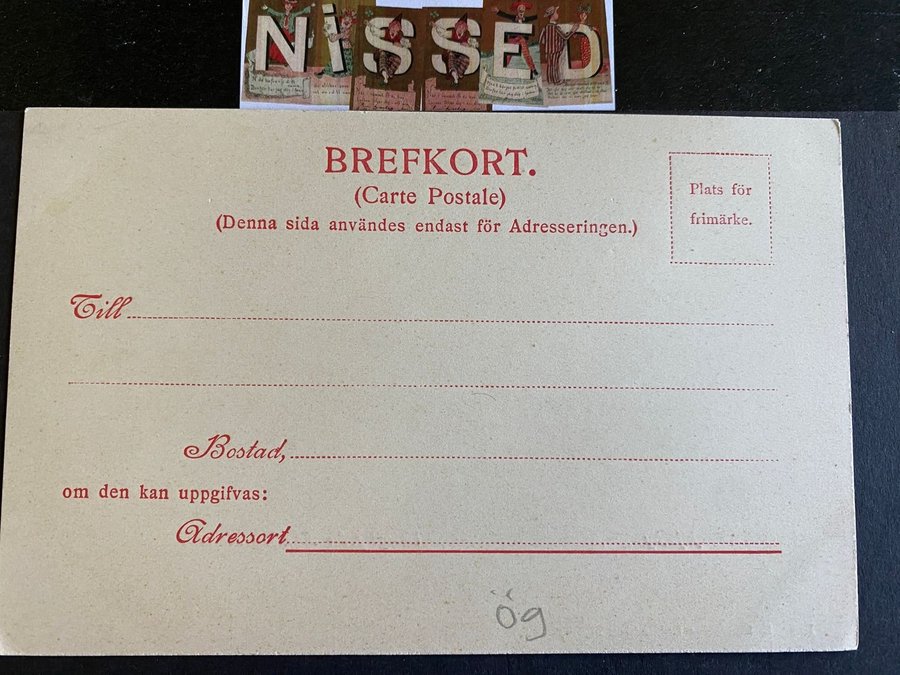 NiSSED
BREFKORT.
(Carte Postale)
(Denna sida användes endast för Adresseringen.)
Plats för
frimärke.
Till
Bostad,
om den kan uppgifvas:
Adressort
ög